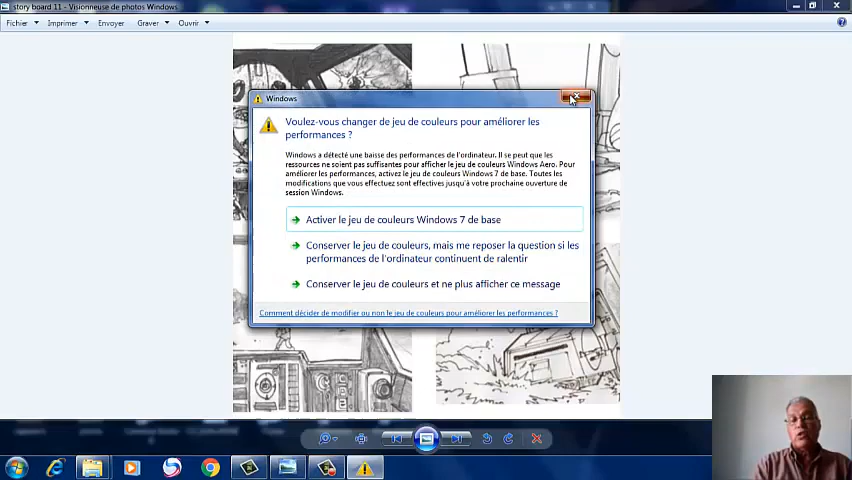 story board 11 - Visionneuse de photos Windows
Fichier Imprimer Envoyer Graver Ouvrir
Windows
Voulez-vous changer de jeu de couleurs pour améliorer les
performances ?
Windows a détecté une baisse des performances de l'ordinateur. Il se peut que les
ressources ne soient pas suffisantes pour afficher le jeu de couleurs Windows Aero. Pour
améliorer les performances, activez le jeu de couleurs Windows 7 de base. Toutes les
modifications que vous effectuez sont effectives jusqu'à votre prochaine ouverture de
session Windows.
Activer le jeu de couleurs Windows 7 de base
Conserver le jeu de couleurs, mais me reposer la question si les
performances de l'ordinateur continuent de ralentir
Conserver le jeu de couleurs et ne plus afficher ce message
Comment décider de modifier ou non le jeu de couleurs pour améliorer les performances ?